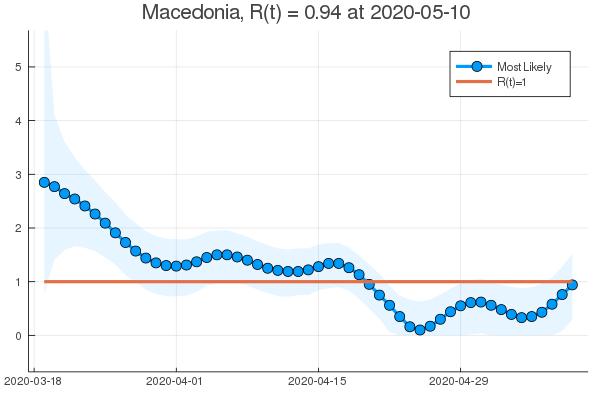 Macedonia, R(t) = 0.94 at 2020-05-10
Most Likely
R(t)=1
5
4
3
2
1
0
2020-03-18 2020-04-01 2020-04-15 2020-04-29